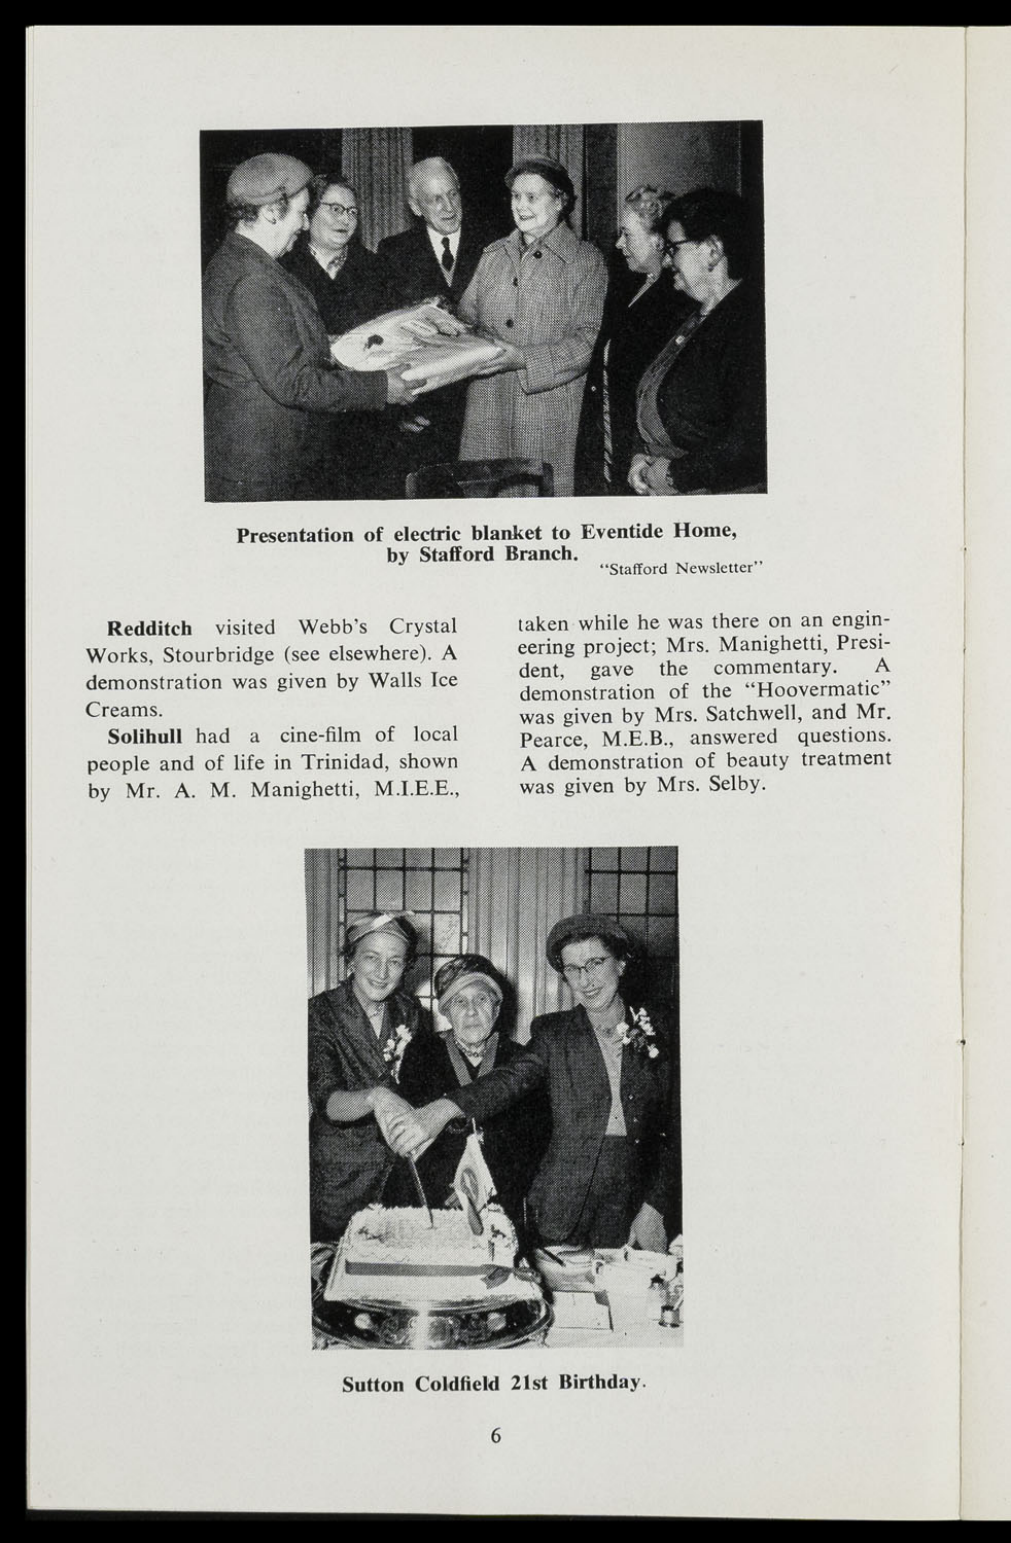 Presentation of electric blanket to Eventide Home,
by Stafford Branch.
“Stafford Newsletter”
Redditch visited Webb’s Crystal
Works, Stourbridge (see elsewhere). A
demonstration was given by Walls Ice
Creams.
Solihull had a cine-film of local
people and of life in Trinidad, shown
by Mr. A. M. Manighetti, M.I.E.E.,
taken while he was there on an engin-
eering project; Mrs. Manighetti, Presi-
dent, gave the commentary. A
demonstration of the “Hoovermatic”
was given by Mrs. Satchwell, and Mr.
Pearce, M.E.B., answered questions.
A demonstration of beauty treatment
was given by Mrs. Selby.
Sutton Coldfield 21st Birthday.
6